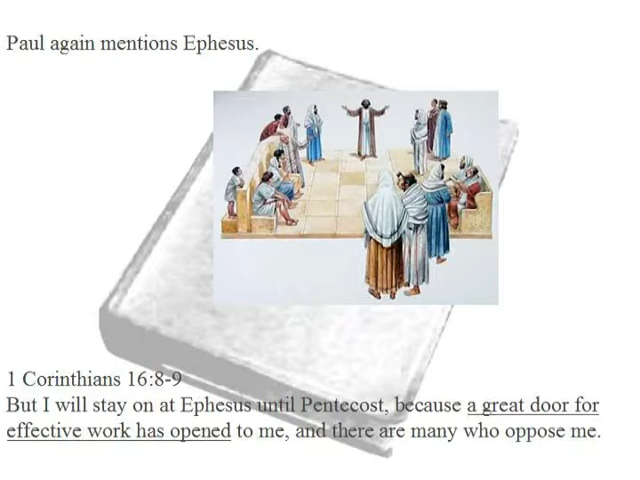 Paul again mentions Ephesus.
1 Corinthians 16:8-9
But I will stay on at Ephesus until Pentecost, because a great door for
effective work has opened to me, and there are many who oppose me.